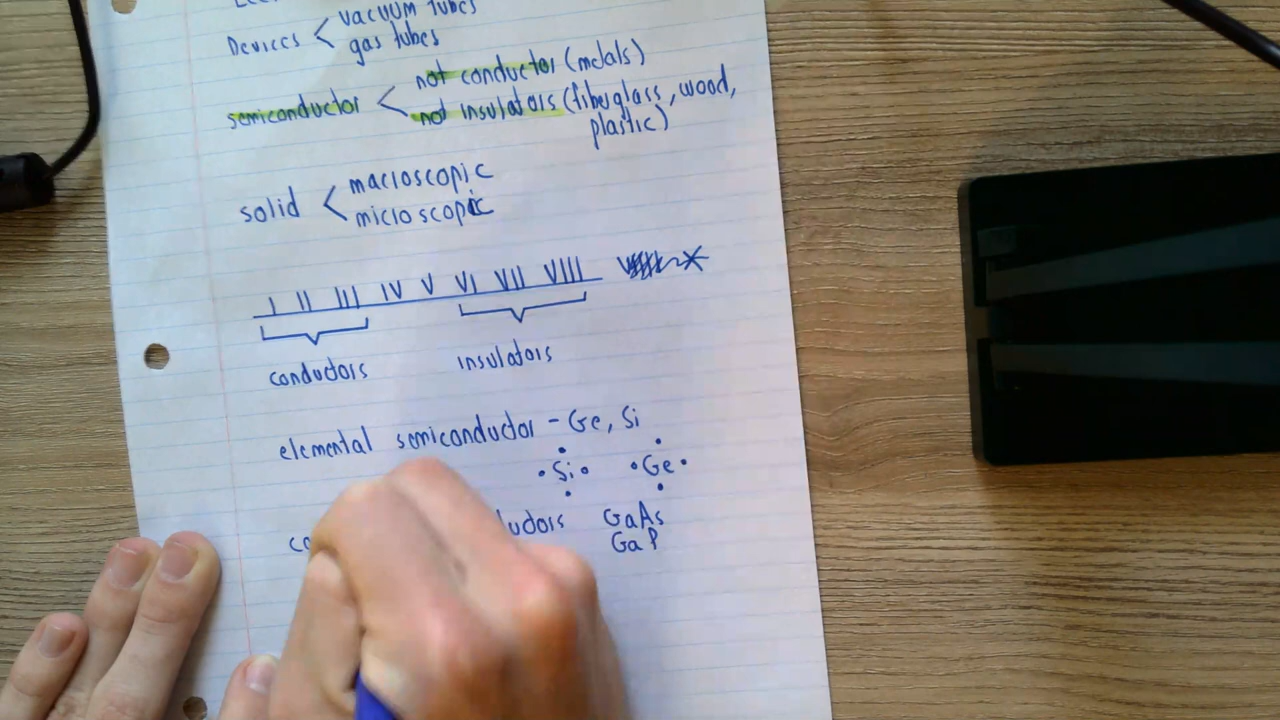 Devices < vacuum tubes
gas tubes
semiconductor < not conductor (metals)
not insulators (fiberglass, wood,
plastic)
solid < macroscopic
microscopic
I II III IV V VI VII VIII
conductors insulators
elemental semiconductor - Ge, Si
Si Ge
GaAs
GaP